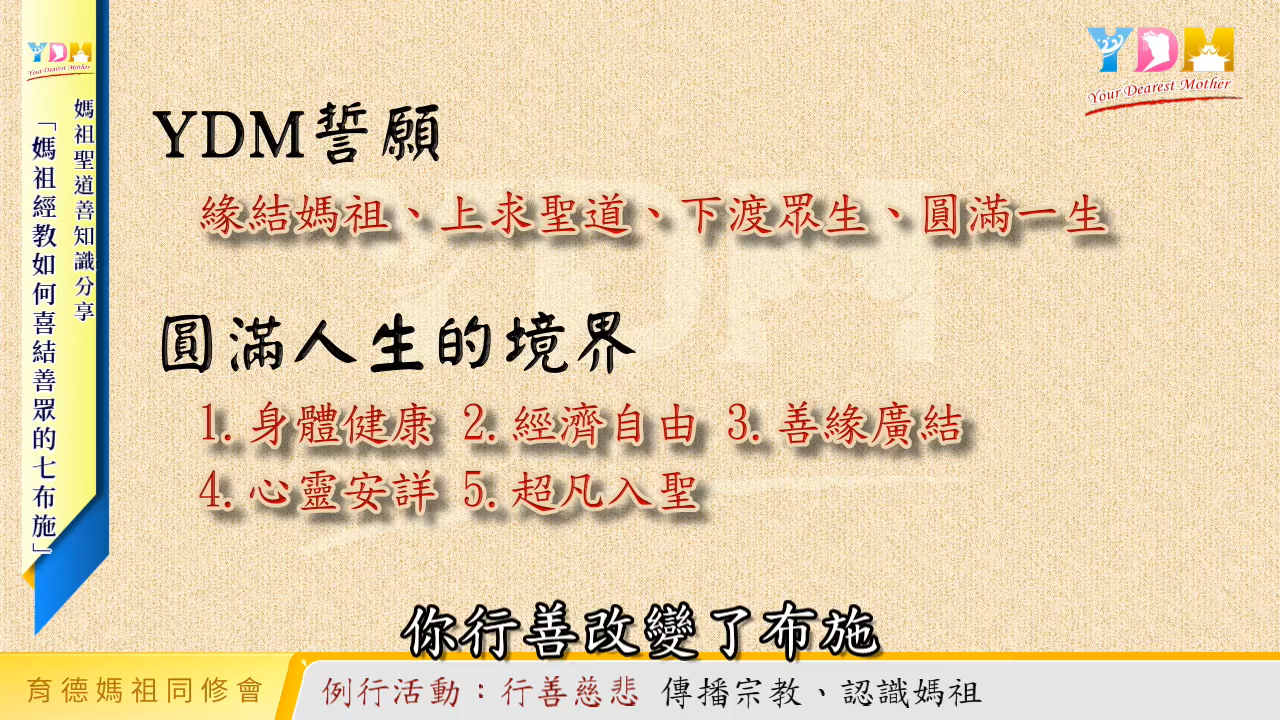 YDM
Your Dearest Mother
媽祖聖道善知識分享
「媽祖經教如何喜結善眾的七布施」
YDM
Your Dearest Mother
YDM誓願
緣結媽祖、上求聖道、下渡眾生、圓滿一生
圓滿人生的境界
1.身體健康 2.經濟自由 3.善緣廣結
4.心靈安詳 5.超凡入聖
你行善改變了布施
育德媽祖同修會
例行活動：行善慈悲 傳播宗教、認識媽祖